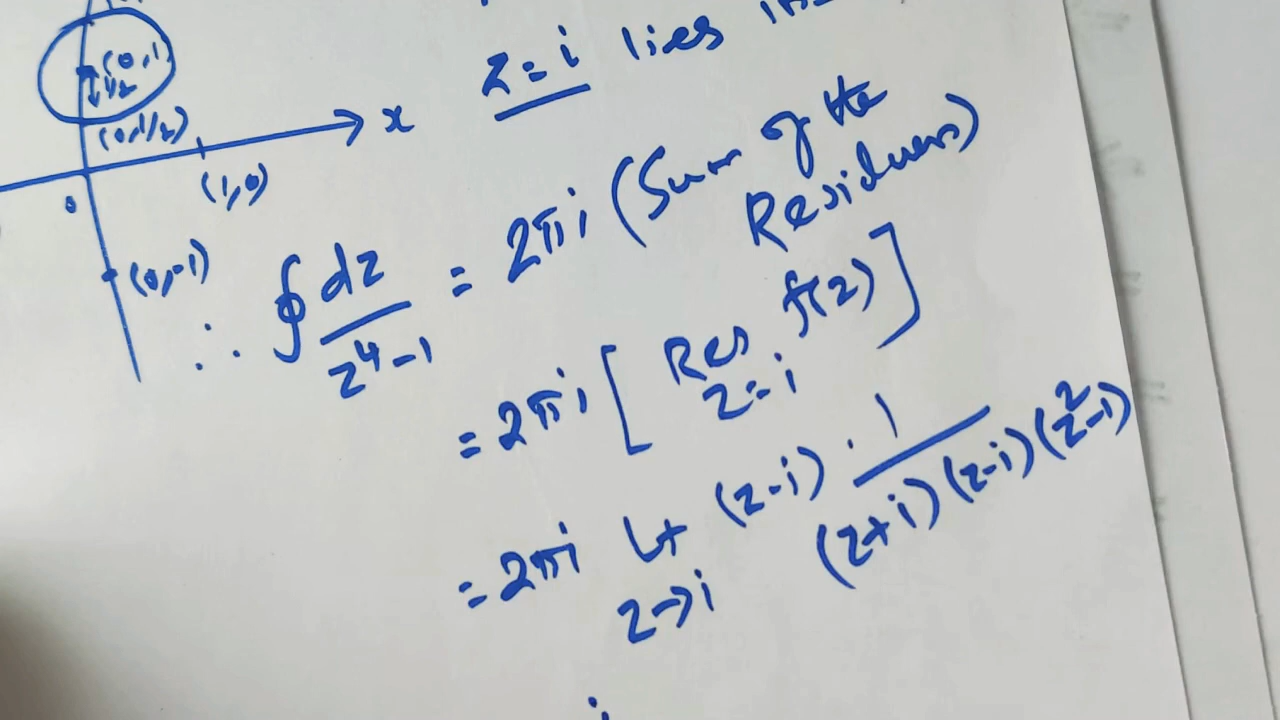 (0,1)
1/2
(0,1/2)
x
0
(1,0)
(0,-1)
z=i lies
∴ ∮ dz/z⁴-1 = 2πi (Sum of the Residues)
= 2πi [ Res f(z) ]
z=i
= 2πi Lt (z-i) . 1/(z+i)(z-i)(z²-1)
z→i